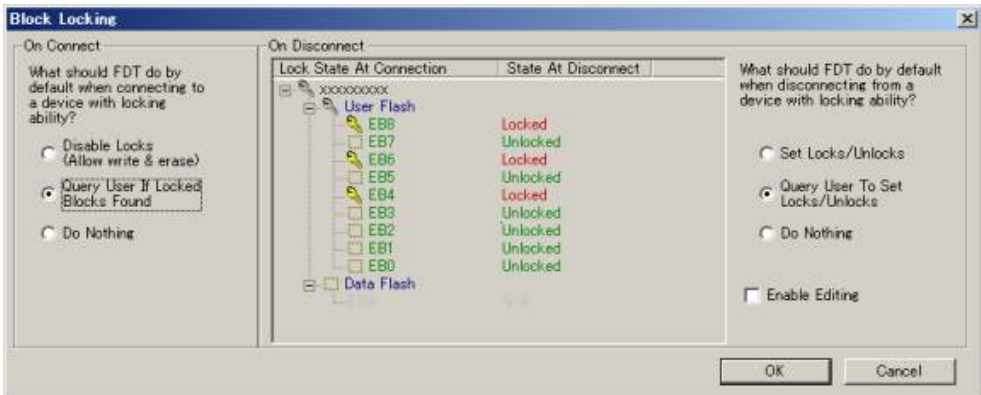 Block Locking
On Connect
What should FDT do by
default when connecting to
a device with locking
ability?
Disable Locks
(Allow write & erase)
Query User If Locked
Blocks Found
Do Nothing
On Disconnect
Lock State At Connection State At Disconnect
xxxxxxxxx
User Flash
EB8 Locked
EB7 Unlocked
EB6 Locked
EB5 Unlocked
EB4 Locked
EB3 Unlocked
EB2 Unlocked
EB1 Unlocked
EB0 Unlocked
Data Flash
What should FDT do by default
when disconnecting from a
device with locking ability?
Set Locks/Unlocks
Query User To Set
Locks/Unlocks
Do Nothing
Enable Editing
OK Cancel